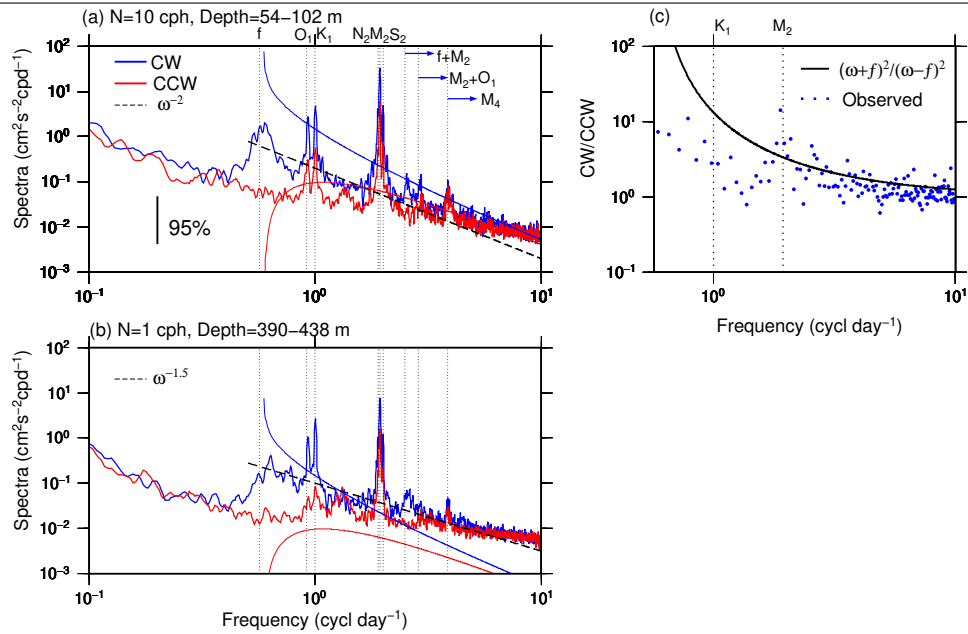 (a) N=10 cph, Depth=54−102 m
f O₁ K₁ N₂M₂S₂
10²
10¹
10⁰
10⁻¹
10⁻²
10⁻³
Spectra (cm²s⁻²cpd⁻¹)
CW
CCW
ω⁻²
95%
f+M₂
M₂+O₁
M₄
10⁻¹ 10⁰ 10¹
(b) N=1 cph, Depth=390−438 m
10²
10¹
10⁰
10⁻¹
10⁻²
10⁻³
Spectra (cm²s⁻²cpd⁻¹)
ω⁻¹·⁵
10⁻¹ 10⁰ 10¹
Frequency (cycl day⁻¹)
(c)
K₁ M₂
10²
10¹
10⁰
10⁻¹
CW/CCW
(ω+f)²/(ω−f)²
Observed
10⁰ 10¹
Frequency (cycl day⁻¹)